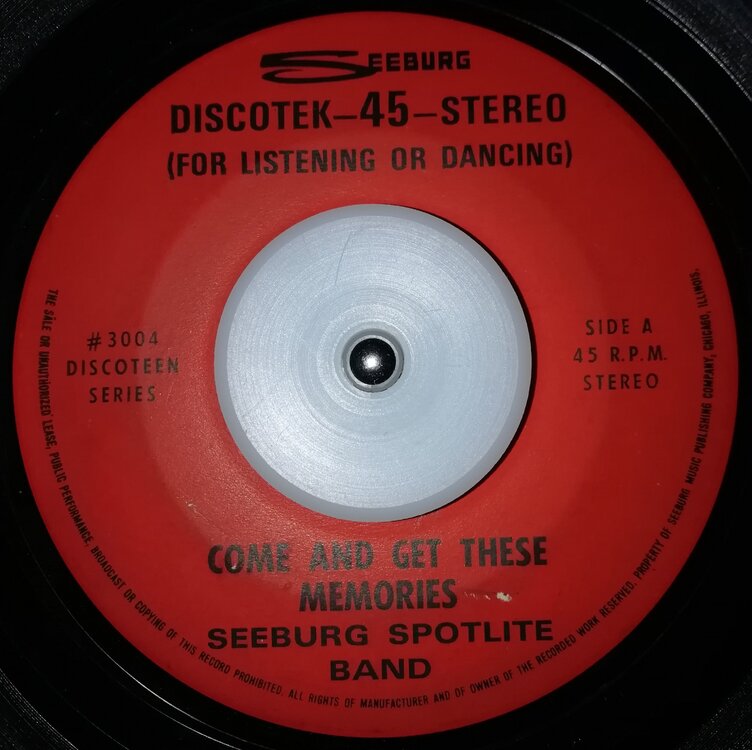 SEEBURG
DISCOTEK-45-STEREO
(FOR LISTENING OR DANCING)
#3004
DISCOTEEN
SERIES
SIDE A
45 R.P.M.
STEREO
COME AND GET THESE
MEMORIES
SEEBURG SPOTLITE
BAND
THE SALE OR UNAUTHORIZED LEASE, PUBLIC PERFORMANCE, BROADCAST OR COPYING OF THIS RECORD PROHIBITED. ALL RIGHTS OF MANUFACTURER AND OF OWNER OF THE RECORDED WORK RESERVED. PROPERTY OF SEEBURG MUSIC PUBLISHING COMPANY, CHICAGO, ILLINOIS.